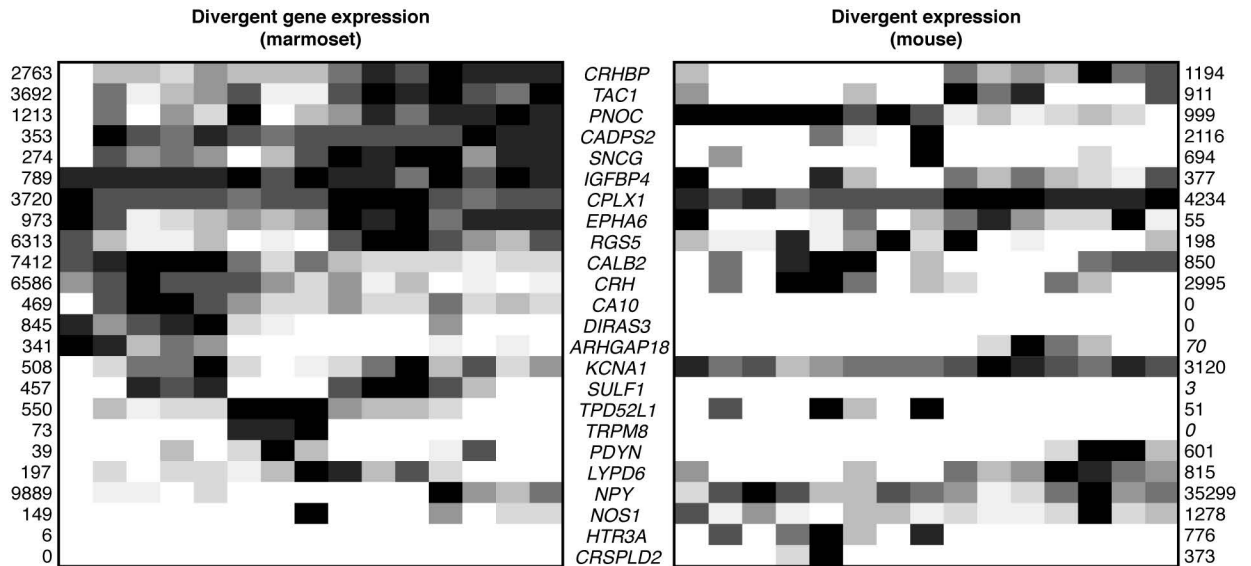 Divergent gene expression
(marmoset)
Divergent expression
(mouse)
2763 CRHBP 1194
3692 TAC1 911
1213 PNOC 999
353 CADPS2 2116
274 SNCG 694
789 IGFBP4 377
3720 CPLX1 4234
973 EPHA6 55
6313 RGS5 198
7412 CALB2 850
6586 CRH 2995
469 CA10 0
845 DIRAS3 0
341 ARHGAP18 70
508 KCNA1 3120
457 SULF1 3
550 TPD52L1 51
73 TRPM8 0
39 PDYN 601
197 LYPD6 815
9889 NPY 35299
149 NOS1 1278
6 HTR3A 776
0 CRSPLD2 373